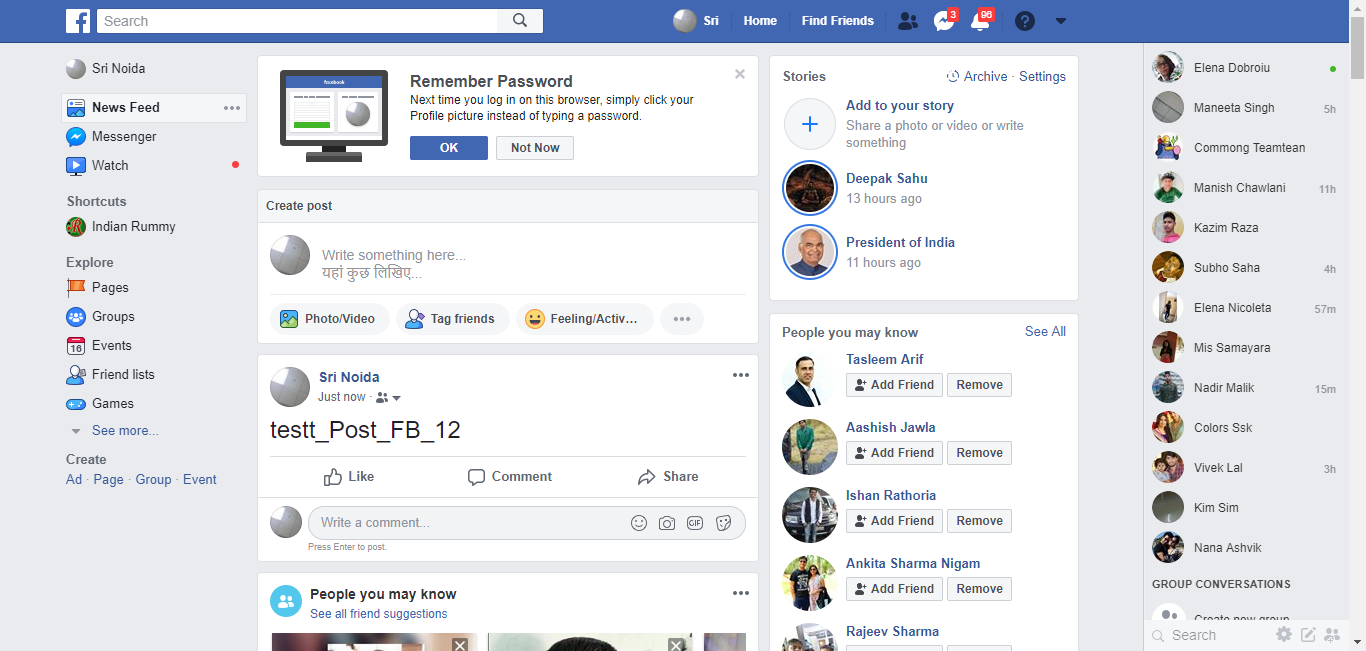 Search
Sri
Home
Find Friends
3
96
Sri Noida
News Feed
Messenger
Watch
Shortcuts
Indian Rummy
Explore
Pages
Groups
16
Events
Friend lists
Games
See more...
Create
Ad · Page · Group · Event
facebook
Remember Password
Next time you log in on this browser, simply click your
Profile picture instead of typing a password.
OK
Not Now
Create post
Write something here...
यहां कुछ लिखिए...
Photo/Video
Tag friends
Feeling/Activ...
Sri Noida
Just now ·
testt_Post_FB_12
Like
Comment
Share
Write a comment...
GIF
Press Enter to post.
People you may know
See all friend suggestions
Stories
Archive · Settings
Add to your story
Share a photo or video or write
something
Deepak Sahu
13 hours ago
President of India
11 hours ago
People you may know
See All
Tasleem Arif
Add Friend
Remove
Aashish Jawla
Add Friend
Remove
Ishan Rathoria
Add Friend
Remove
Ankita Sharma Nigam
Add Friend
Remove
Rajeev Sharma
Add Friend
Remove
Elena Dobroiu
Maneeta Singh 5h
Commong Teamtean
Manish Chawlani 11h
Kazim Raza
Subho Saha 4h
Elena Nicoleta 57m
Mis Samayara
Nadir Malik 15m
Colors Ssk
Vivek Lal 3h
Kim Sim
Nana Ashvik
GROUP CONVERSATIONS
Create new group
Search